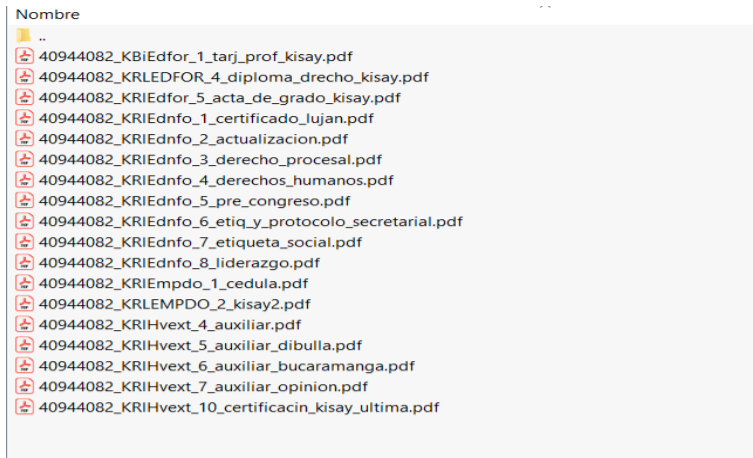 Nombre
..
40944082_KBiEdfor_1_tarj_prof_kisay.pdf
40944082_KRLEDFOR_4_diploma_drecho_kisay.pdf
40944082_KRIEdfor_5_acta_de_grado_kisay.pdf
40944082_KRIEdnfo_1_certificado_lujan.pdf
40944082_KRIEdnfo_2_actualizacion.pdf
40944082_KRIEdnfo_3_derecho_procesal.pdf
40944082_KRIEdnfo_4_derechos_humanos.pdf
40944082_KRIEdnfo_5_pre_congreso.pdf
40944082_KRIEdnfo_6_etiq_y_protocolo_secretarial.pdf
40944082_KRIEdnfo_7_etiqueta_social.pdf
40944082_KRIEdnfo_8_liderazgo.pdf
40944082_KRIEmpdo_1_cedula.pdf
40944082_KRLEMPDO_2_kisay2.pdf
40944082_KRIHvext_4_auxiliar.pdf
40944082_KRIHvext_5_auxiliar_dibulla.pdf
40944082_KRIHvext_6_auxiliar_bucaramanga.pdf
40944082_KRIHvext_7_auxiliar_opinion.pdf
40944082_KRIHvext_10_certificacin_kisay_ultima.pdf